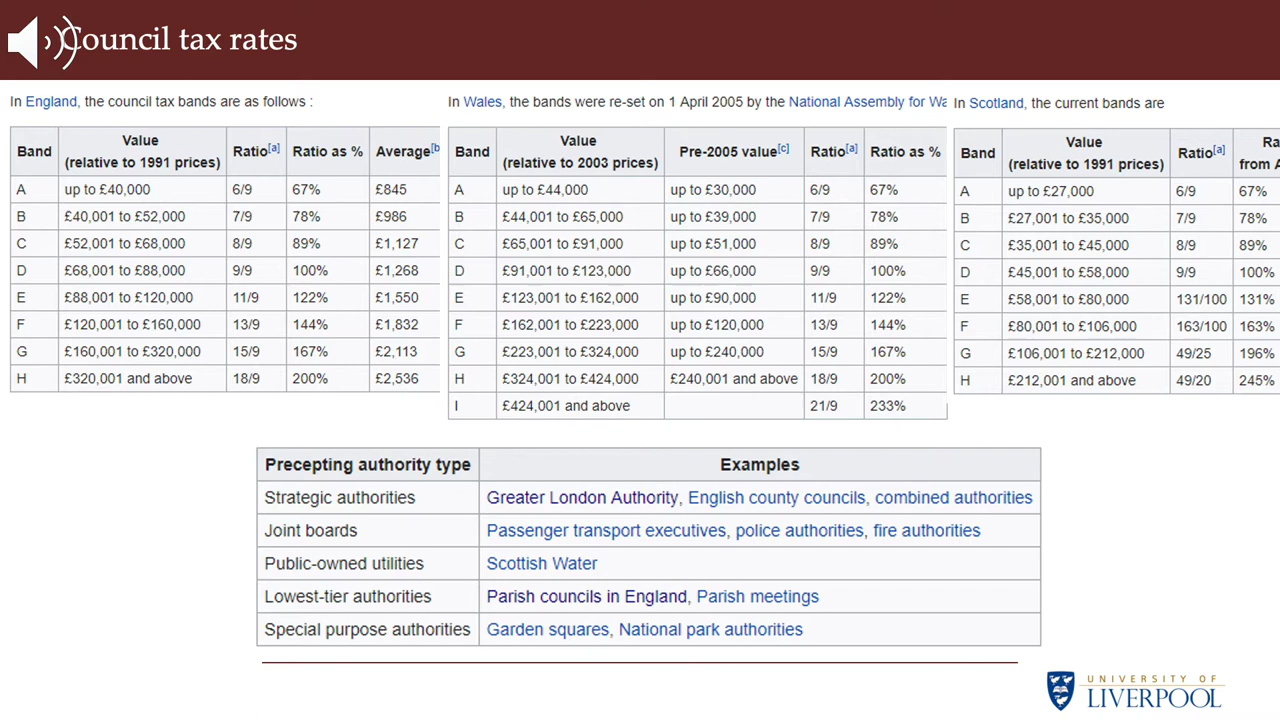 Council tax rates
In England, the council tax bands are as follows :
Band Value (relative to 1991 prices) Ratio[a] Ratio as % Average[b
A up to £40,000 6/9 67% £845
B £40,001 to £52,000 7/9 78% £986
C £52,001 to £68,000 8/9 89% £1,127
D £68,001 to £88,000 9/9 100% £1,268
E £88,001 to £120,000 11/9 122% £1,550
F £120,001 to £160,000 13/9 144% £1,832
G £160,001 to £320,000 15/9 167% £2,113
H £320,001 and above 18/9 200% £2,536
In Wales, the bands were re-set on 1 April 2005 by the National Assembly for Wa
Band Value (relative to 2003 prices) Pre-2005 value[c] Ratio[a] Ratio as %
A up to £44,000 up to £30,000 6/9 67%
B £44,001 to £65,000 up to £39,000 7/9 78%
C £65,001 to £91,000 up to £51,000 8/9 89%
D £91,001 to £123,000 up to £66,000 9/9 100%
E £123,001 to £162,000 up to £90,000 11/9 122%
F £162,001 to £223,000 up to £120,000 13/9 144%
G £223,001 to £324,000 up to £240,000 15/9 167%
H £324,001 to £424,000 £240,001 and above 18/9 200%
I £424,001 and above 21/9 233%
In Scotland, the current bands are
Band Value (relative to 1991 prices) Ratio[a] Ra from A
A up to £27,000 6/9 67%
B £27,001 to £35,000 7/9 78%
C £35,001 to £45,000 8/9 89%
D £45,001 to £58,000 9/9 100%
E £58,001 to £80,000 131/100 131%
F £80,001 to £106,000 163/100 163%
G £106,001 to £212,000 49/25 196%
H £212,001 and above 49/20 245%
Precepting authority type Examples
Strategic authorities Greater London Authority, English county councils, combined authorities
Joint boards Passenger transport executives, police authorities, fire authorities
Public-owned utilities Scottish Water
Lowest-tier authorities Parish councils in England, Parish meetings
Special purpose authorities Garden squares, National park authorities
UNIVERSITY OF
LIVERPOOL